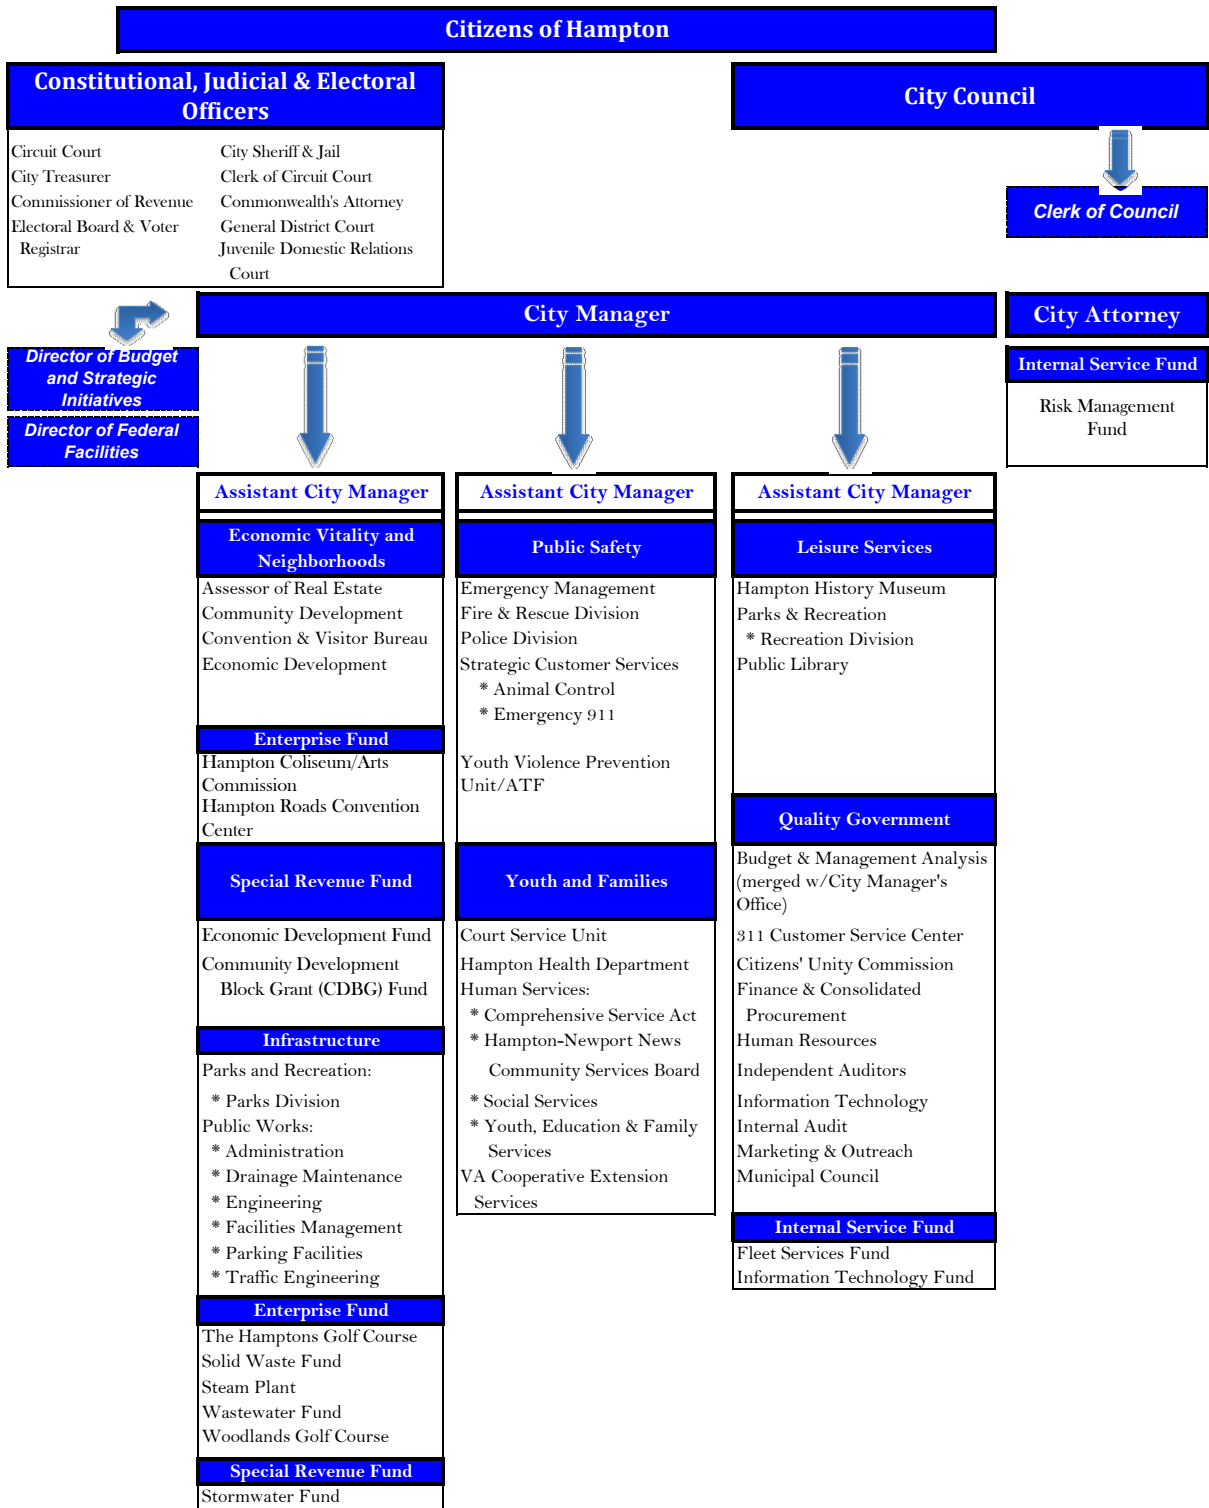 Citizens of Hampton
Constitutional, Judicial & Electoral
Officers
Circuit Court
City Treasurer
Commissioner of Revenue
Electoral Board & Voter
Registrar
City Sheriff & Jail
Clerk of Circuit Court
Commonwealth's Attorney
General District Court
Juvenile Domestic Relations
Court
City Council
Clerk of Council
City Manager
City Attorney
Director of Budget
and Strategic
Initiatives
Director of Federal
Facilities
Internal Service Fund
Risk Management
Fund
Assistant City Manager
Economic Vitality and
Neighborhoods
Assessor of Real Estate
Community Development
Convention & Visitor Bureau
Economic Development
Enterprise Fund
Hampton Coliseum/Arts
Commission
Hampton Roads Convention
Center
Special Revenue Fund
Economic Development Fund
Community Development
Block Grant (CDBG) Fund
Infrastructure
Parks and Recreation:
* Parks Division
Public Works:
* Administration
* Drainage Maintenance
* Engineering
* Facilities Management
* Parking Facilities
* Traffic Engineering
Enterprise Fund
The Hamptons Golf Course
Solid Waste Fund
Steam Plant
Wastewater Fund
Woodlands Golf Course
Special Revenue Fund
Stormwater Fund
Assistant City Manager
Public Safety
Emergency Management
Fire & Rescue Division
Police Division
Strategic Customer Services
* Animal Control
* Emergency 911
Youth Violence Prevention
Unit/ATF
Youth and Families
Court Service Unit
Hampton Health Department
Human Services:
* Comprehensive Service Act
* Hampton-Newport News
Community Services Board
* Social Services
* Youth, Education & Family
Services
VA Cooperative Extension
Services
Assistant City Manager
Leisure Services
Hampton History Museum
Parks & Recreation
* Recreation Division
Public Library
Quality Government
Budget & Management Analysis
(merged w/City Manager's
Office)
311 Customer Service Center
Citizens' Unity Commission
Finance & Consolidated
Procurement
Human Resources
Independent Auditors
Information Technology
Internal Audit
Marketing & Outreach
Municipal Council
Internal Service Fund
Fleet Services Fund
Information Technology Fund